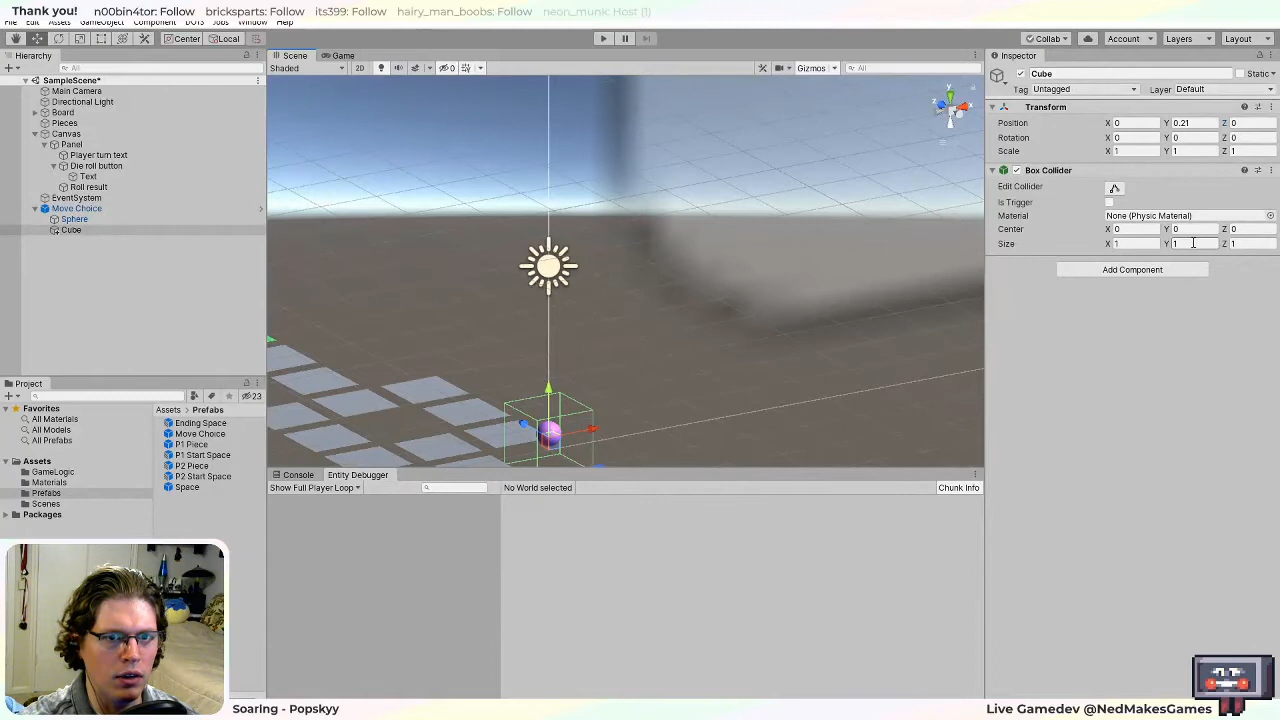 Thank you! n00bin4tor: Follow bricksparts: Follow its399: Follow hairy_man_boobs: Follow neon_munk: Host (1)
File Edit Assets GameObject Component DOTS Jobs Window
Center Local Collab Account Layers Layout
Hierarchy
All
SampleScene*
Main Camera
Directional Light
Board
Pieces
Canvas
Panel
Player turn text
Die roll button
Text
Roll result
EventSystem
Move Choice
Sphere
Cube
Scene Game
Shaded 2D 0 Gizmos All
y
z x
Project
23
Favorites
All Materials
All Models
All Prefabs
Assets
GameLogic
Materials
Prefabs
Scenes
Packages
Assets Prefabs
Ending Space
Move Choice
P1 Piece
P1 Start Space
P2 Piece
P2 Start Space
Space
Console Entity Debugger
Show Full Player Loop No World selected Chunk Info
Inspector
Cube Static
Tag Untagged Layer Default
Transform
Position X 0 Y 0.21 Z 0
Rotation X 0 Y 0 Z 0
Scale X 1 Y 1 Z 1
Box Collider
Edit Collider
Is Trigger
Material None (Physic Material)
Center X 0 Y 0 Z 0
Size X 1 Y 1 Z 1
Add Component
Soaring - Popskyy
Live Gamedev @NedMakesGames